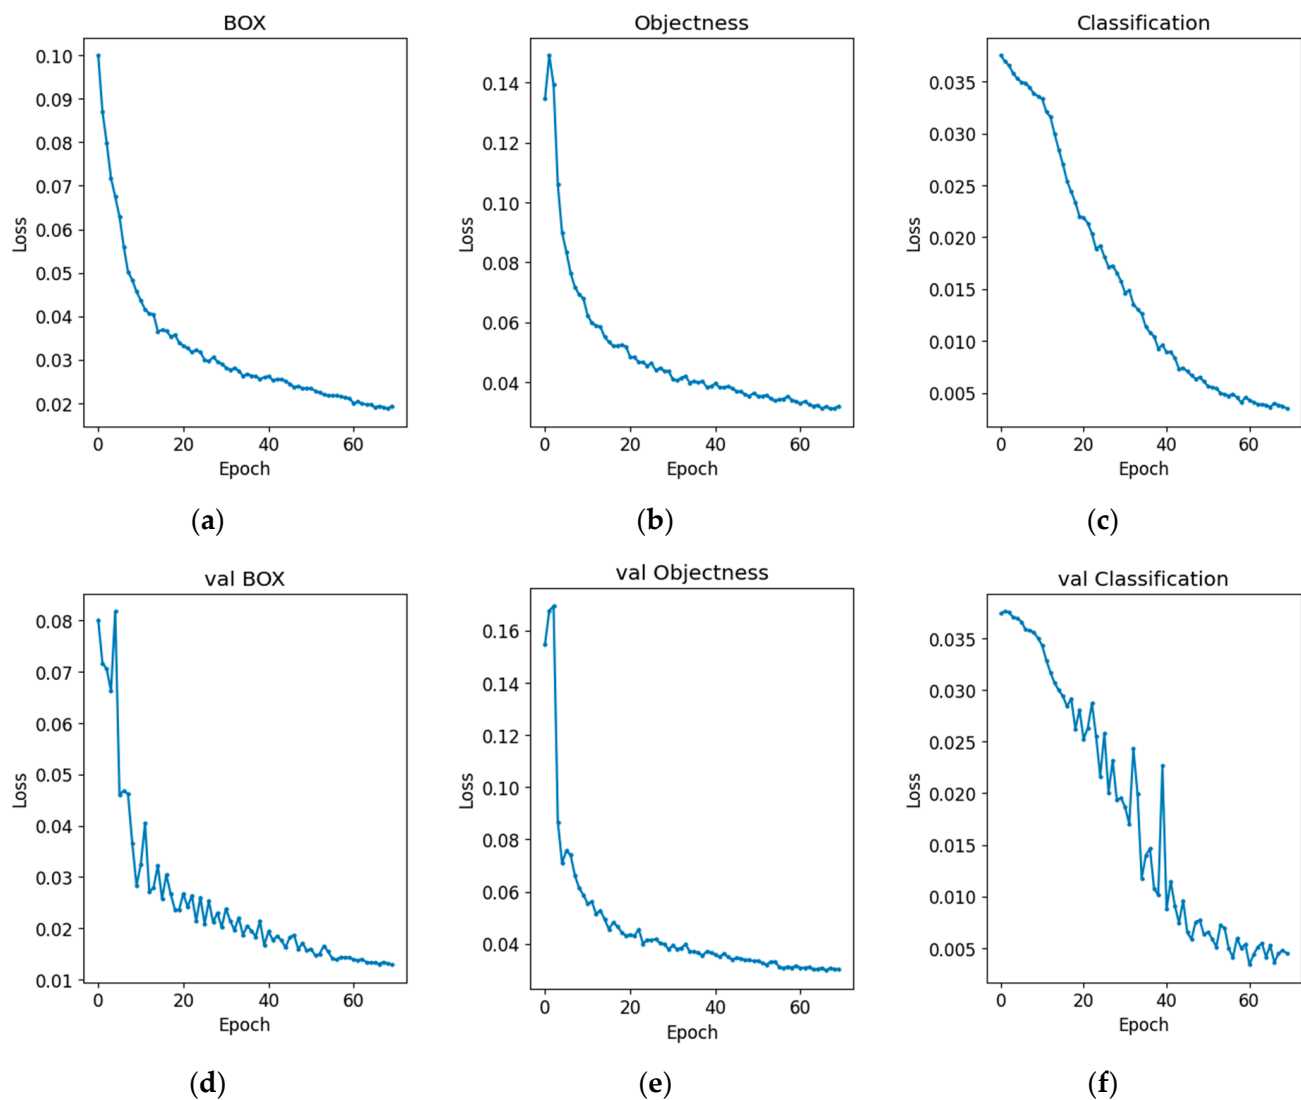 BOX
Objectness
Classification
0.10
0.09
0.08
0.07
0.06
0.05
0.04
0.03
0.02
Loss
0 20 40 60
Epoch
0.14
0.12
0.10
0.08
0.06
0.04
Loss
0 20 40 60
Epoch
0.035
0.030
0.025
0.020
0.015
0.010
0.005
Loss
0 20 40 60
Epoch
(a)
(b)
(c)
val BOX
val Objectness
val Classification
0.08
0.07
0.06
0.05
0.04
0.03
0.02
0.01
Loss
0 20 40 60
Epoch
0.16
0.14
0.12
0.10
0.08
0.06
0.04
Loss
0 20 40 60
Epoch
0.035
0.030
0.025
0.020
0.015
0.010
0.005
Loss
0 20 40 60
Epoch
(d)
(e)
(f)